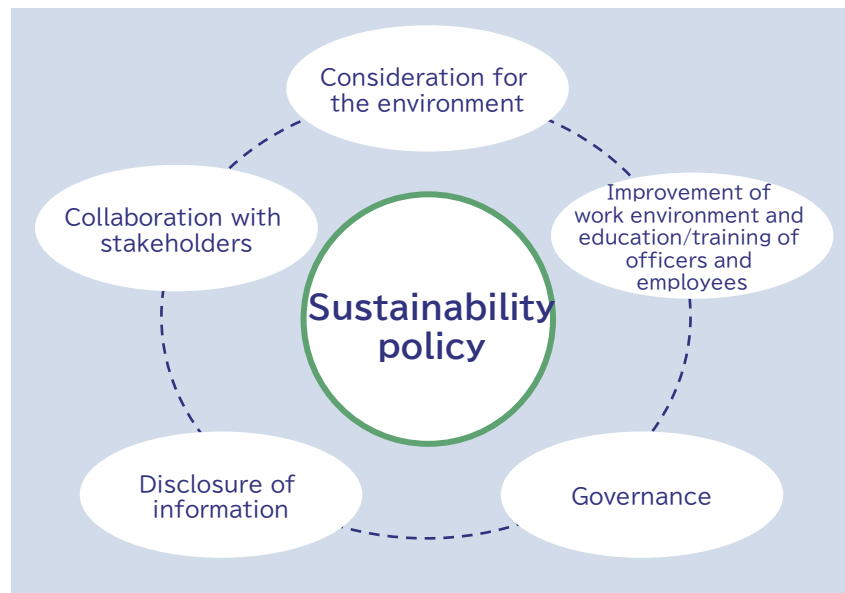 Consideration for
the environment
Improvement of
work environment and
education/training of
officers and
employees
Collaboration with
stakeholders
Sustainability
policy
Disclosure of
information
Governance